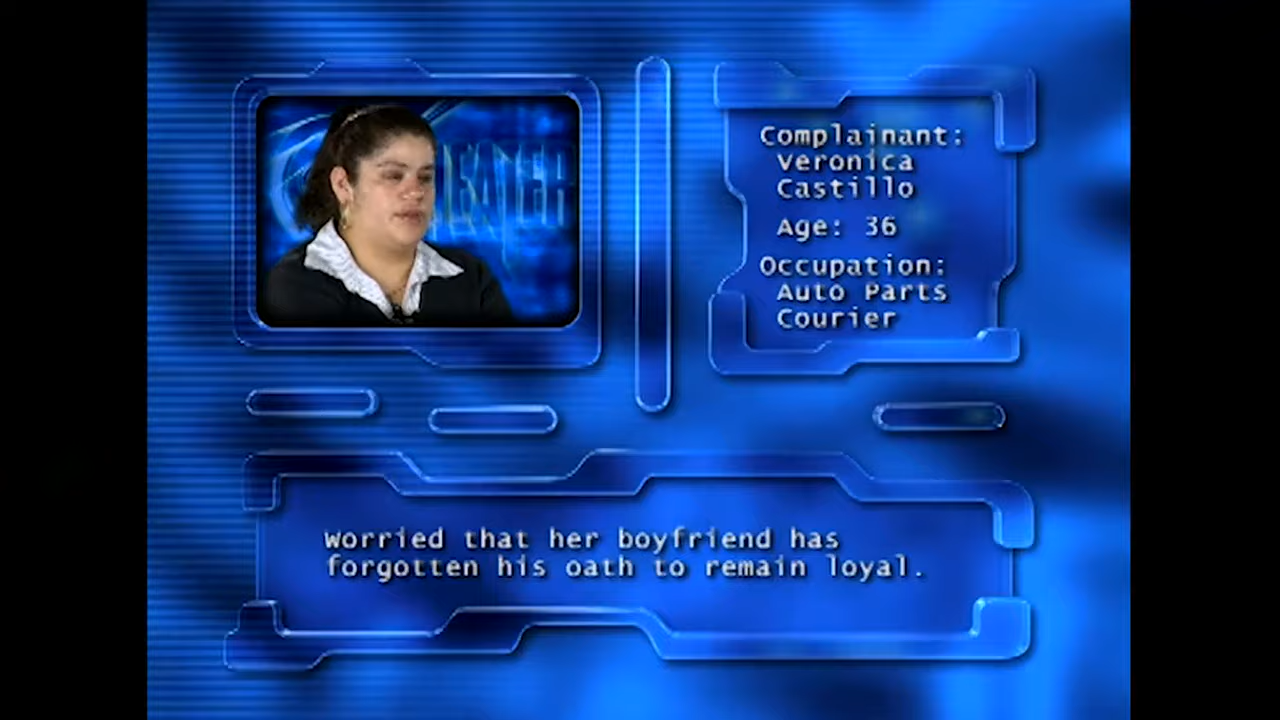 HEATER
Complainant:
Veronica
Castillo
Age: 36
Occupation:
Auto Parts
Courier
Worried that her boyfriend has
forgotten his oath to remain loyal.